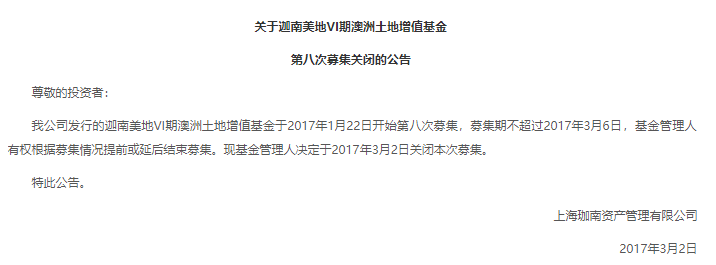 关于迦南美地VI期澳洲土地增值基金
第八次募集关闭的公告
尊敬的投资者：
我公司发行的迦南美地VI期澳洲土地增值基金于2017年1月22日开始第八次募集，募集期不超过2017年3月6日，基金管理人
有权根据募集情况提前或延后结束募集。现基金管理人决定于2017年3月2日关闭本次募集。
特此公告。
上海珈南资产管理有限公司
2017年3月2日